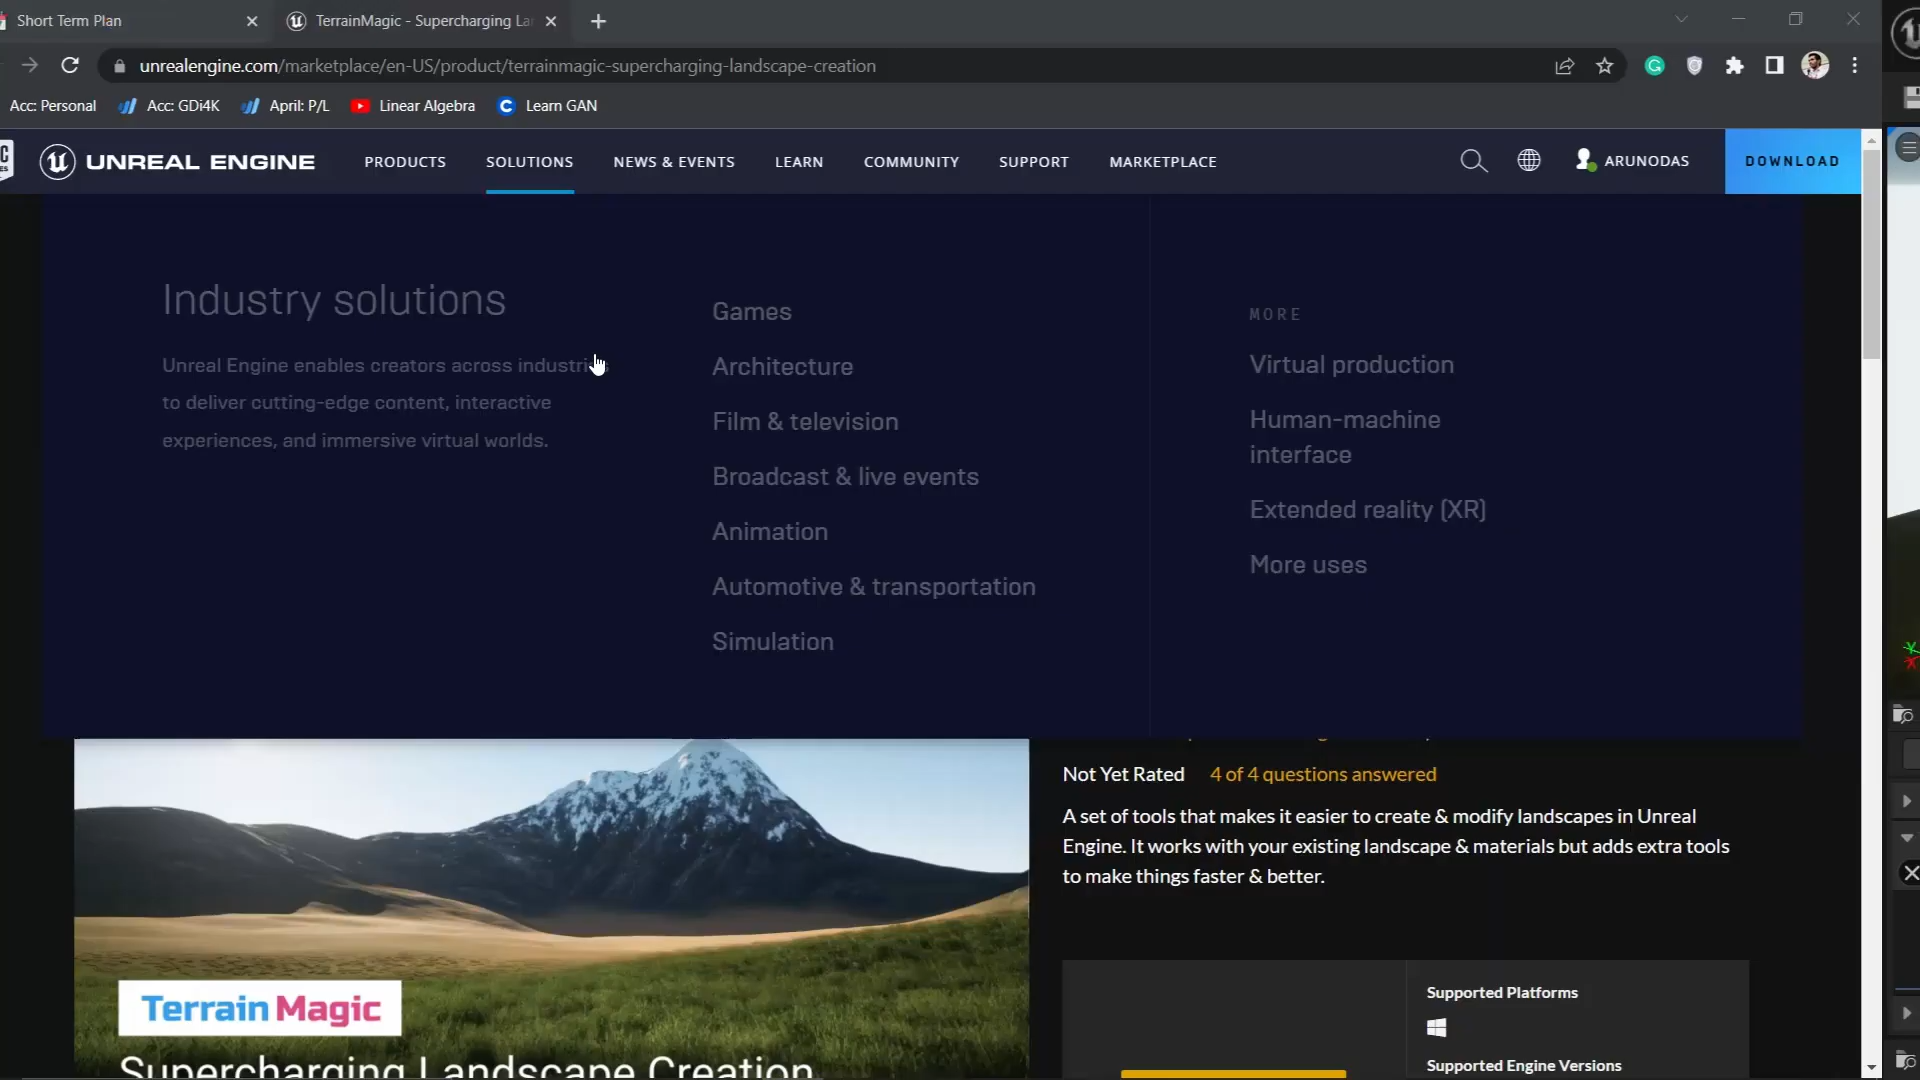 Short Term Plan
TerrainMagic - Supercharging La
unrealengine.com/marketplace/en-US/product/terrainmagic-supercharging-landscape-creation
Acc: Personal
Acc: GDi4K
April: P/L
Linear Algebra
Learn GAN
UNREAL ENGINE
PRODUCTS
SOLUTIONS
NEWS & EVENTS
LEARN
COMMUNITY
SUPPORT
MARKETPLACE
ARUNODAS
DOWNLOAD
Industry solutions
Unreal Engine enables creators across industries
to deliver cutting-edge content, interactive
experiences, and immersive virtual worlds.
Games
Architecture
Film & television
Broadcast & live events
Animation
Automotive & transportation
Simulation
MORE
Virtual production
Human-machine
interface
Extended reality (XR)
More uses
Not Yet Rated
4 of 4 questions answered
A set of tools that makes it easier to create & modify landscapes in Unreal
Engine. It works with your existing landscape & materials but adds extra tools
to make things faster & better.
Terrain Magic
Supercharging Landscape Creation
Supported Platforms
Supported Engine Versions